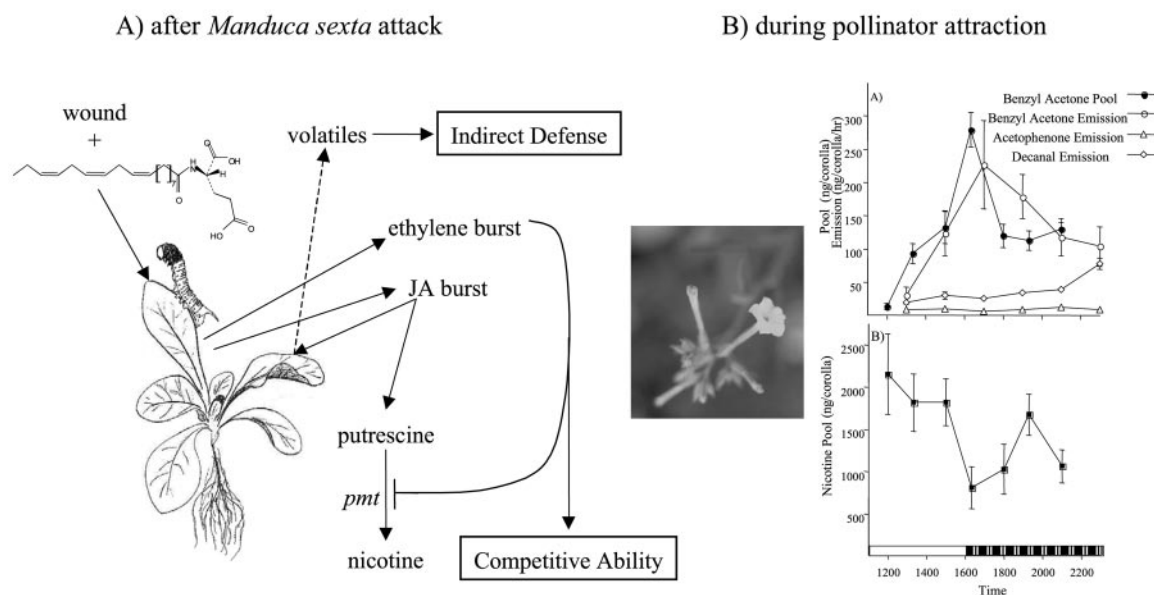 A) after Manduca sexta attack
wound
+
O
OH
H
N
H
7
O
O
HO
volatiles
Indirect Defense
ethylene burst
JA burst
putrescine
pmt
nicotine
Competitive Ability
B) during pollinator attraction
A)
Benzyl Acetone Pool
Benzyl Acetone Emission
Acetophenone Emission
Decanal Emission
Pool (ng/corolla)
Emission (ng/corolla/hr)
300
250
200
150
100
50
B)
Nicotine Pool (ng/corolla)
2500
2000
1500
1000
500
1200 1400 1600 1800 2000 2200
Time